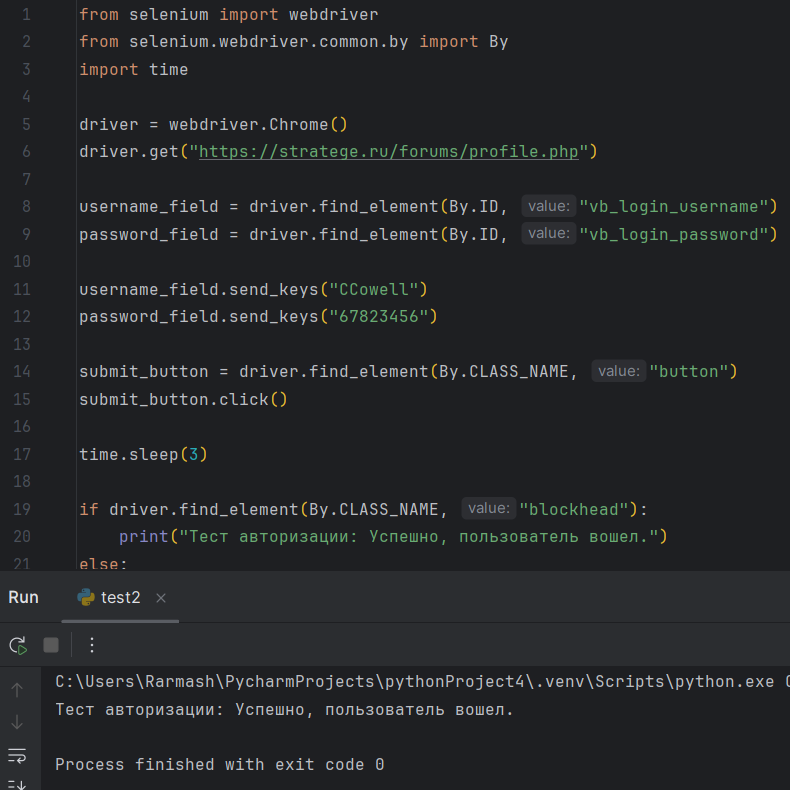 1 from selenium import webdriver
2 from selenium.webdriver.common.by import By
3 import time
4
5 driver = webdriver.Chrome()
6 driver.get("https://stratege.ru/forums/profile.php")
7
8 username_field = driver.find_element(By.ID, value: "vb_login_username")
9 password_field = driver.find_element(By.ID, value: "vb_login_password")
10
11 username_field.send_keys("CCowell")
12 password_field.send_keys("67823456")
13
14 submit_button = driver.find_element(By.CLASS_NAME, value: "button")
15 submit_button.click()
16
17 time.sleep(3)
18
19 if driver.find_element(By.CLASS_NAME, value: "blockhead"):
20 print("Тест авторизации: Успешно, пользователь вошел.")
21 else:
Run test2
C:\Users\Rarmash\PycharmProjects\pythonProject4\.venv\Scripts\python.exe
Тест авторизации: Успешно, пользователь вошел.
Process finished with exit code 0